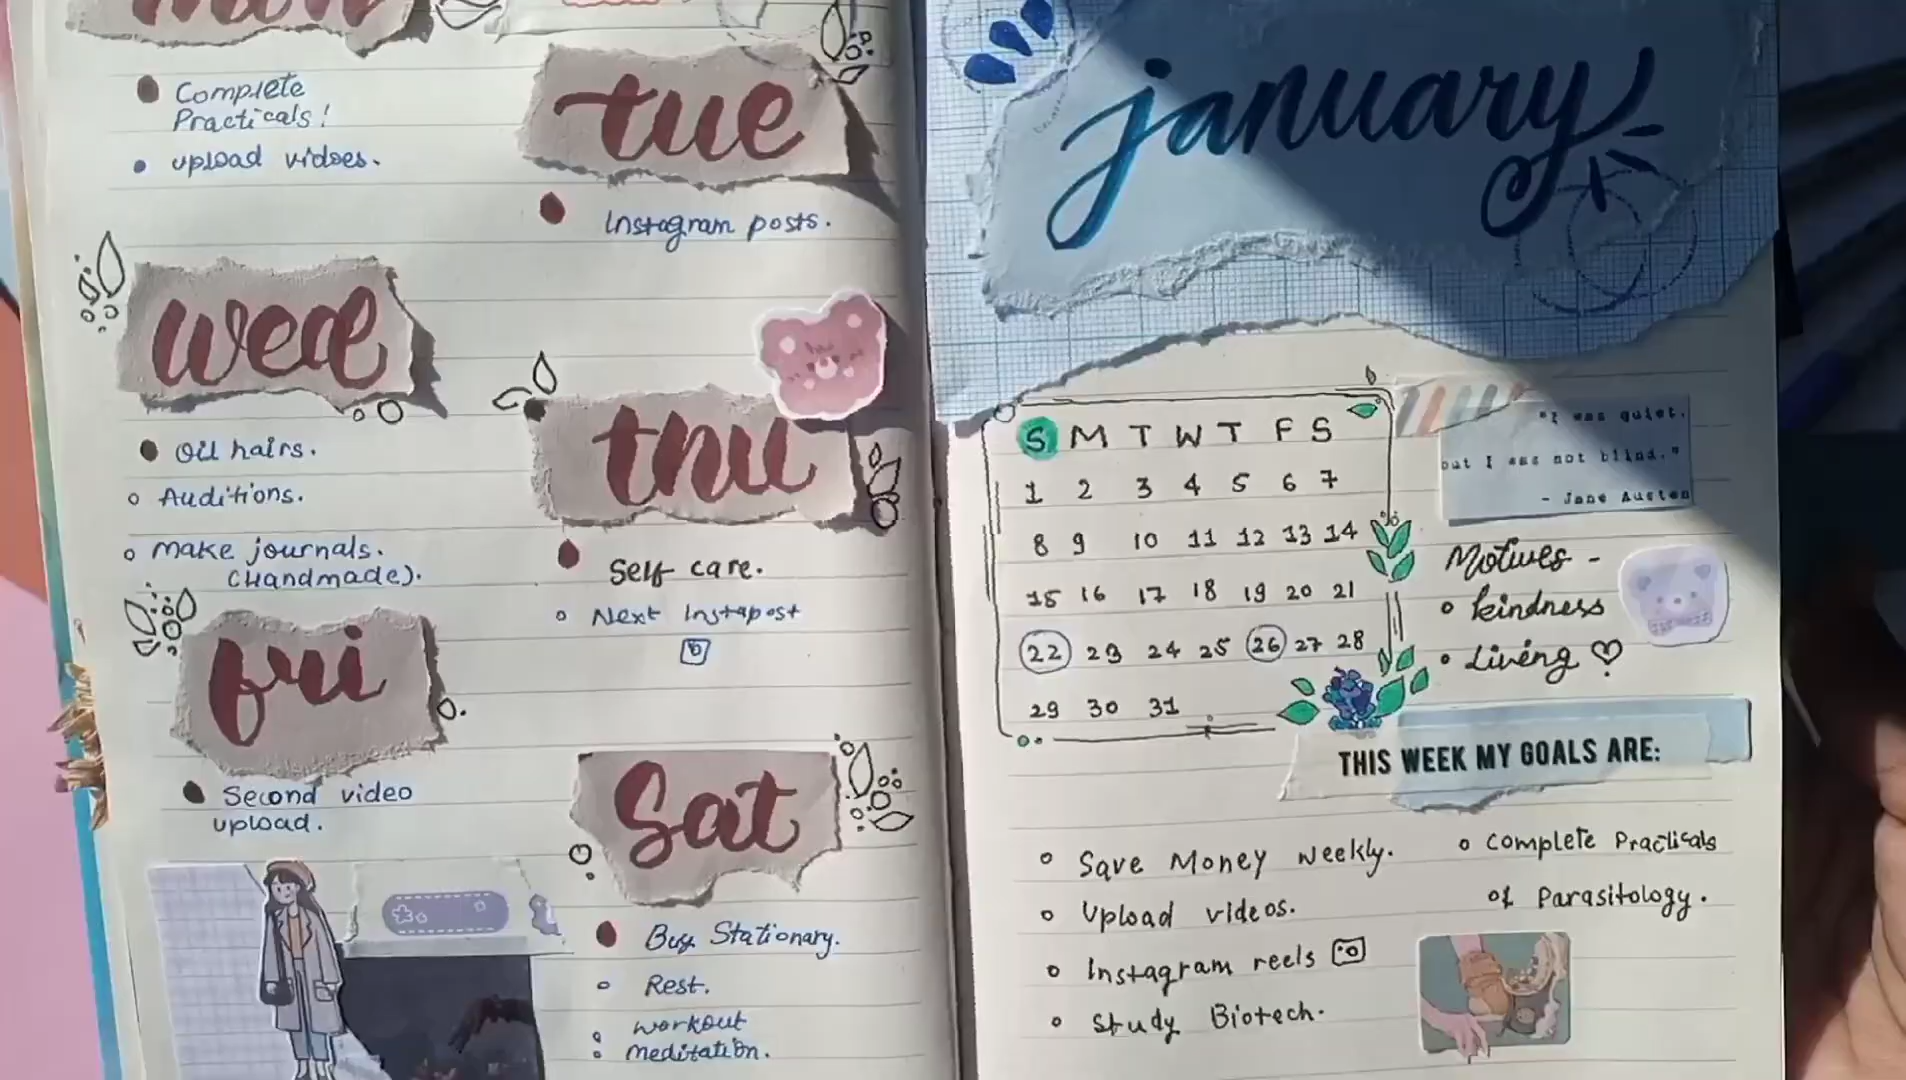 mon
Complete
Practicals!
upload vidoes.
tue
Instagram posts.
wed
Oil hairs.
Auditions.
make journals.
(Handmade).
thu
Self care.
Next Instapost
fri
Second video
upload.
Sat
Buy Stationary.
Rest.
workout
meditation.
january
S M T W T F S
1 2 3 4 5 6 7
8 9 10 11 12 13 14
15 16 17 18 19 20 21
22 23 24 25 26 27 28
29 30 31
"I was quiet,
but I was not blind."
- Jane Austen
Motives -
kindness
Living
THIS WEEK MY GOALS ARE:
Save Money Weekly.
Upload videos.
Instagram reels
Study Biotech.
Complete Practicals
of Parasitology.